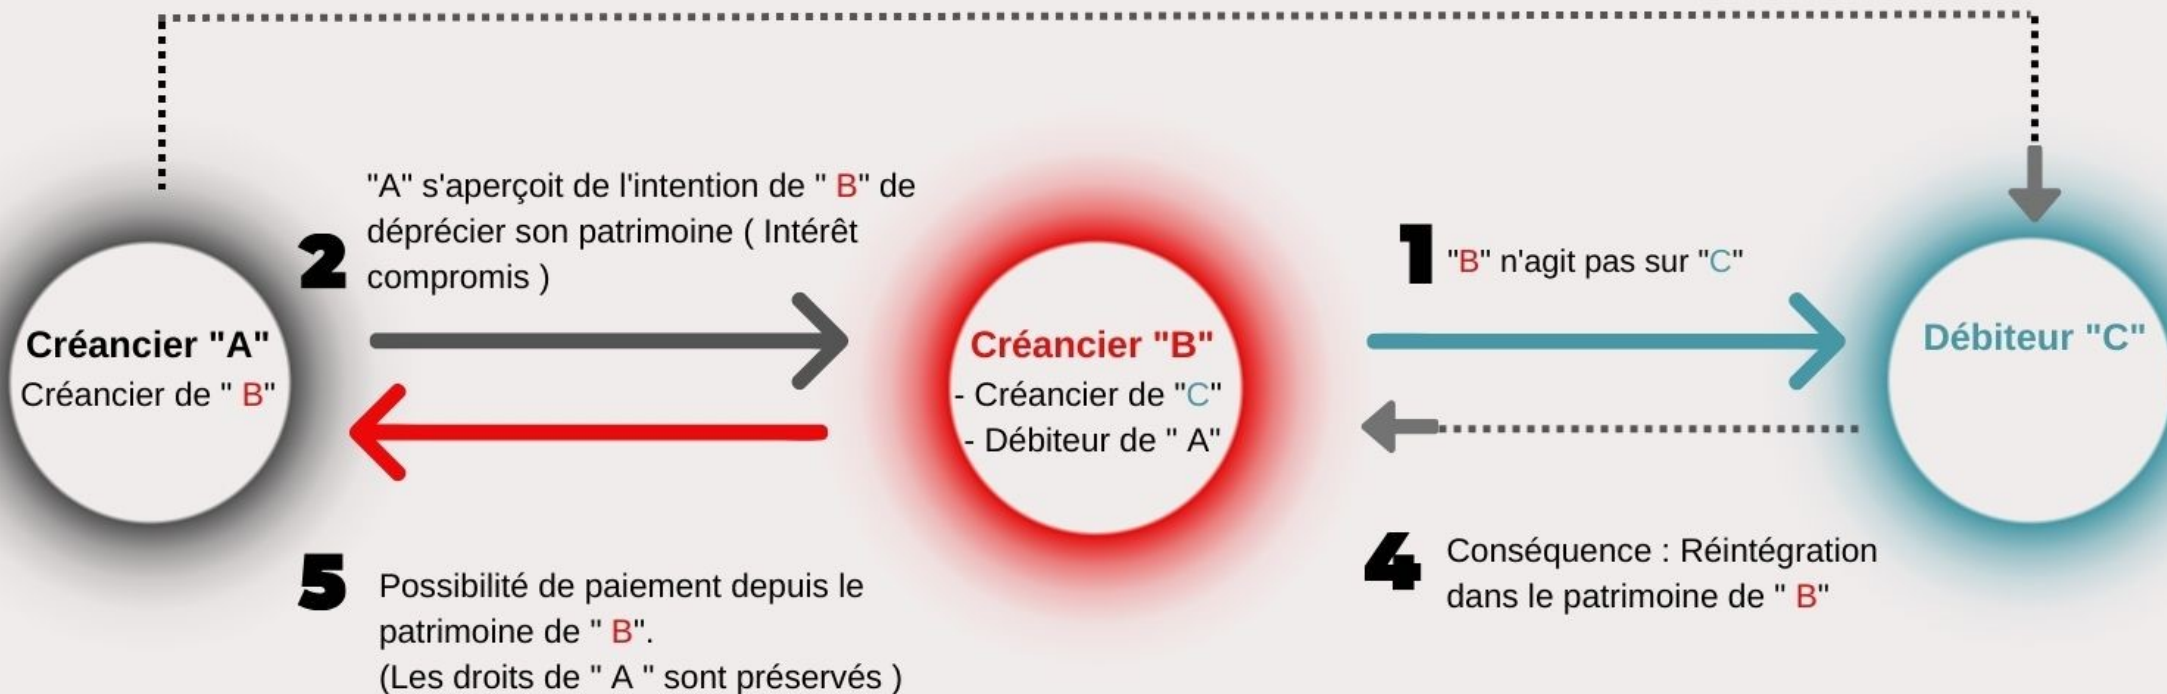 "A" s'aperçoit de l'intention de " B" de
déprécier son patrimoine ( Intérêt
compromis )
2
1
"B" n'agit pas sur "C"
Créancier "A"
Créancier de " B"
Créancier "B"
- Créancier de "C"
- Débiteur de " A"
Débiteur "C"
5
Possibilité de paiement depuis le
patrimoine de " B".
(Les droits de " A " sont préservés )
4
Conséquence : Réintégration
dans le patrimoine de " B"